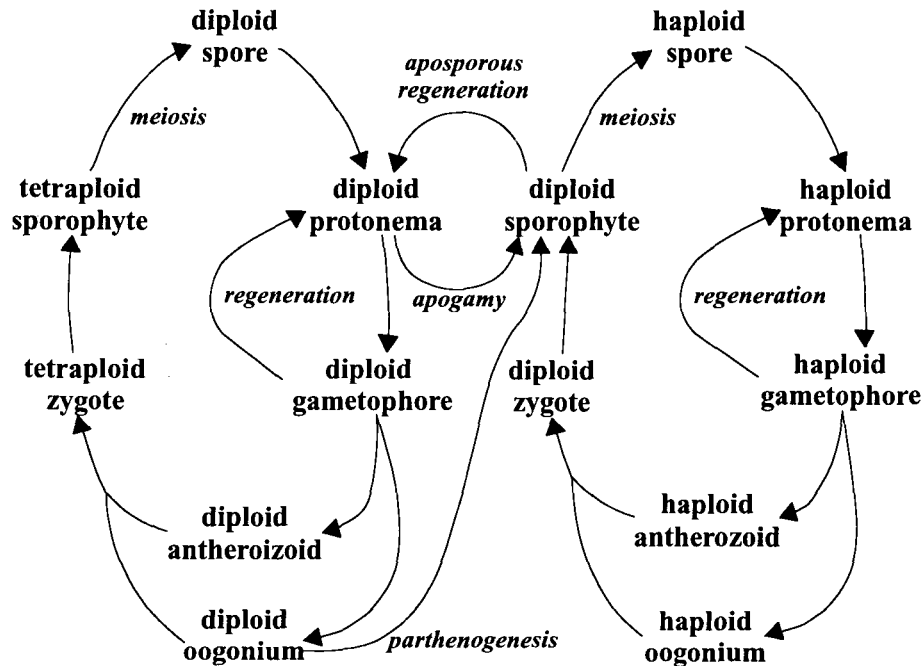 diploid
spore
haploid
spore
aposporous
regeneration
meiosis
meiosis
tetraploid
sporophyte
diploid
protonema
diploid
sporophyte
haploid
protonema
regeneration
apogamy
regeneration
tetraploid
zygote
diploid
gametophore
diploid
zygote
haploid
gametophore
diploid
antheroizoid
haploid
antherozoid
diploid
oogonium
parthenogenesis
haploid
oogonium